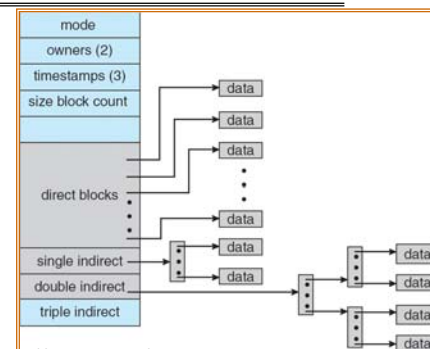 mode
owners (2)
timestamps (3)
size block count
data
data
data
direct blocks
data
data
single indirect
data
double indirect
triple indirect
data
data
data
data